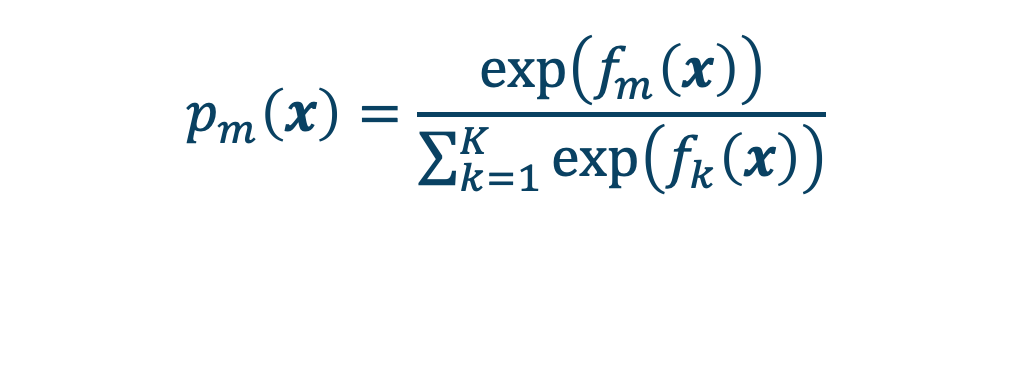 p_m(x) = exp(f_m(x)) / ∑_{k=1}^{K} exp(f_k(x))